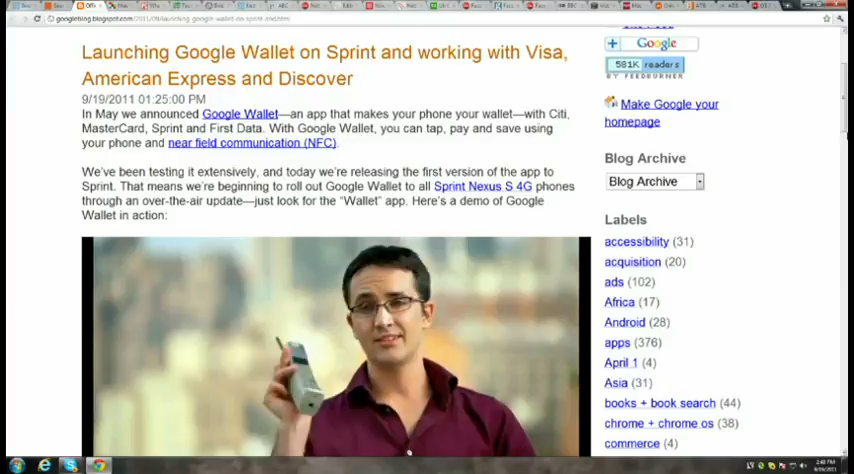 googleblog.blogspot.com
Launching Google Wallet on Sprint and working with Visa,
American Express and Discover
9/19/2011 01:25:00 PM
In May we announced Google Wallet—an app that makes your phone your wallet—with Citi,
MasterCard, Sprint and First Data. With Google Wallet, you can tap, pay and save using
your phone and near field communication (NFC).
We've been testing it extensively, and today we're releasing the first version of the app to
Sprint. That means we're beginning to roll out Google Wallet to all Sprint Nexus S 4G phones
through an over-the-air update—just look for the "Wallet" app. Here's a demo of Google
Wallet in action:
Google
581K readers
BY FEEDBURNER
Make Google your
homepage
Blog Archive
Blog Archive
Labels
accessibility (31)
acquisition (20)
ads (102)
Africa (17)
Android (28)
apps (376)
April 1 (4)
Asia (31)
books + book search (44)
chrome + chrome os (38)
commerce (4)
2:48 PM
9/19/2011